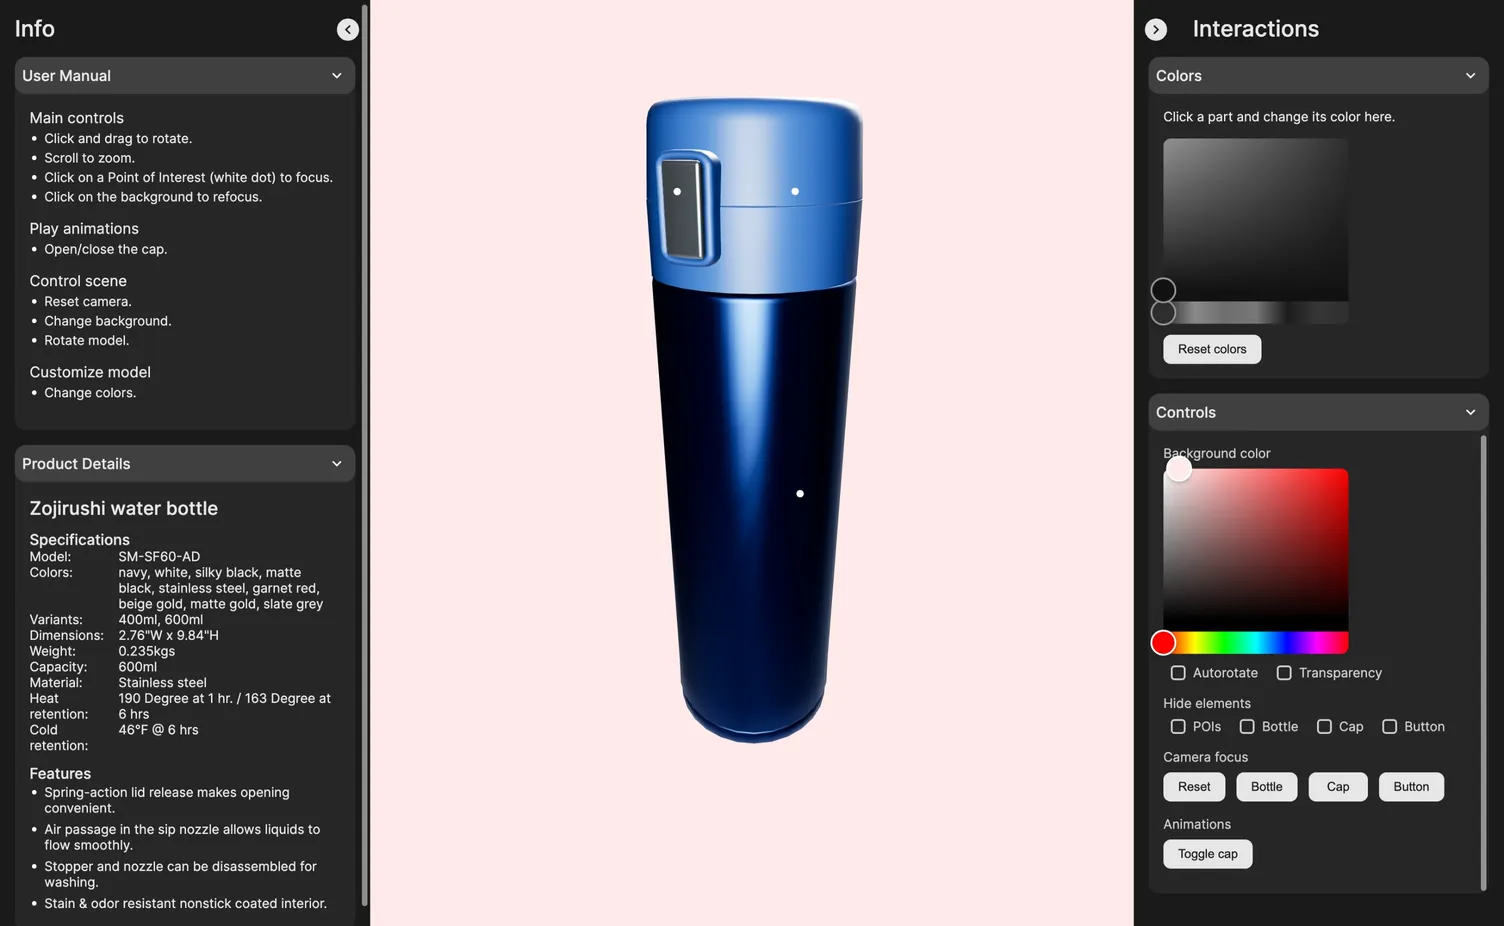 Info
User Manual
Main controls
• Click and drag to rotate.
• Scroll to zoom.
• Click on a Point of Interest (white dot) to focus.
• Click on the background to refocus.
Play animations
• Open/close the cap.
Control scene
• Reset camera.
• Change background.
• Rotate model.
Customize model
• Change colors.
Product Details
Zojirushi water bottle
Specifications
Model: SM-SF60-AD
Colors: navy, white, silky black, matte
black, stainless steel, garnet red,
beige gold, matte gold, slate grey
Variants: 400ml, 600ml
Dimensions: 2.76"W x 9.84"H
Weight: 0.235kgs
Capacity: 600ml
Material: Stainless steel
Heat 190 Degree at 1 hr. / 163 Degree at
retention: 6 hrs
Cold 46°F @ 6 hrs
retention:
Features
• Spring-action lid release makes opening
convenient.
• Air passage in the sip nozzle allows liquids to
flow smoothly.
• Stopper and nozzle can be disassembled for
washing.
• Stain & odor resistant nonstick coated interior.
Interactions
Colors
Click a part and change its color here.
Reset colors
Controls
Background color
Autorotate Transparency
Hide elements
POIs Bottle Cap Button
Camera focus
Reset Bottle Cap Button
Animations
Toggle cap